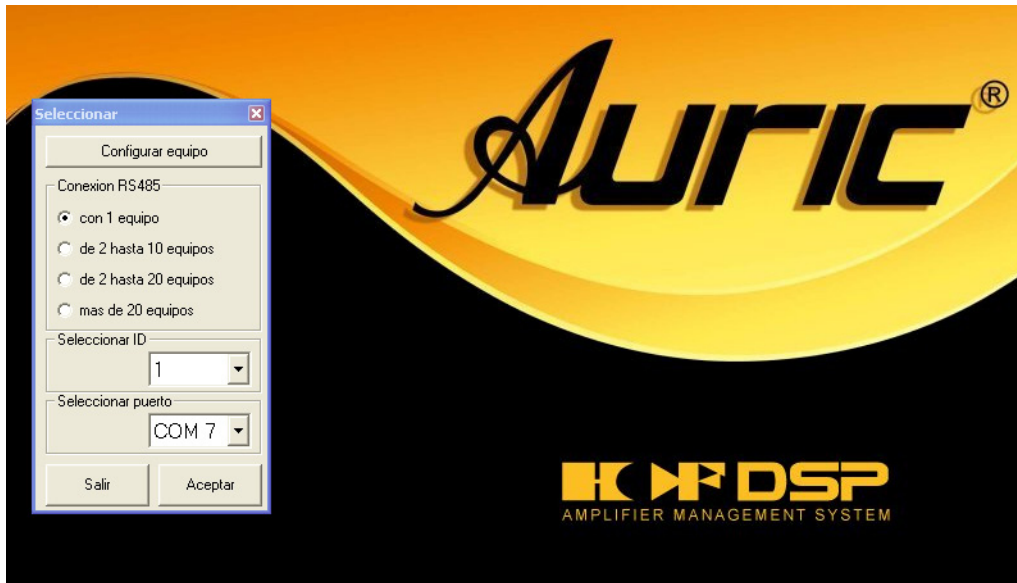 Auric®
Seleccionar
Configurar equipo
Conexion RS485
con 1 equipo
de 2 hasta 10 equipos
de 2 hasta 20 equipos
mas de 20 equipos
Seleccionar ID
1
Seleccionar puerto
COM 7
Salir
Aceptar
DSP
AMPLIFIER MANAGEMENT SYSTEM